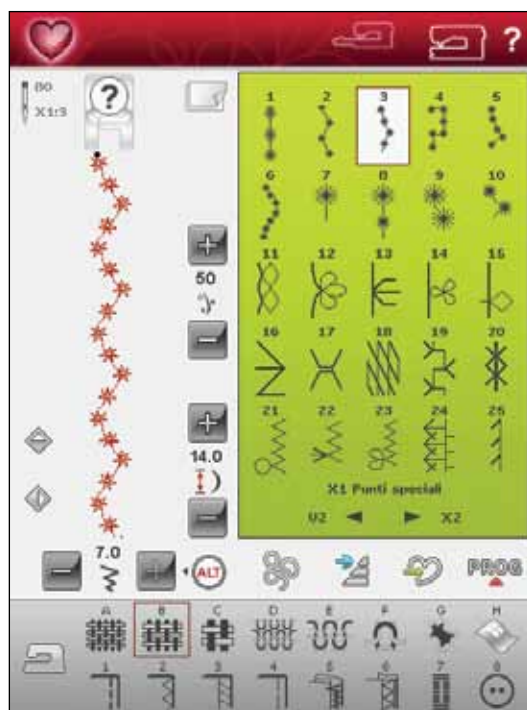 ?
80
X1:3
?
1 2 3 4 5
6 7 8 9 10
11 12 13 14 15
16 17 18 19 20
21 22 23 24 25
X1 Punti speciali
U2 X2
50
14.0
7.0
ALT
PROG
A B C D E F G H
1 2 3 4 5 6 7 8